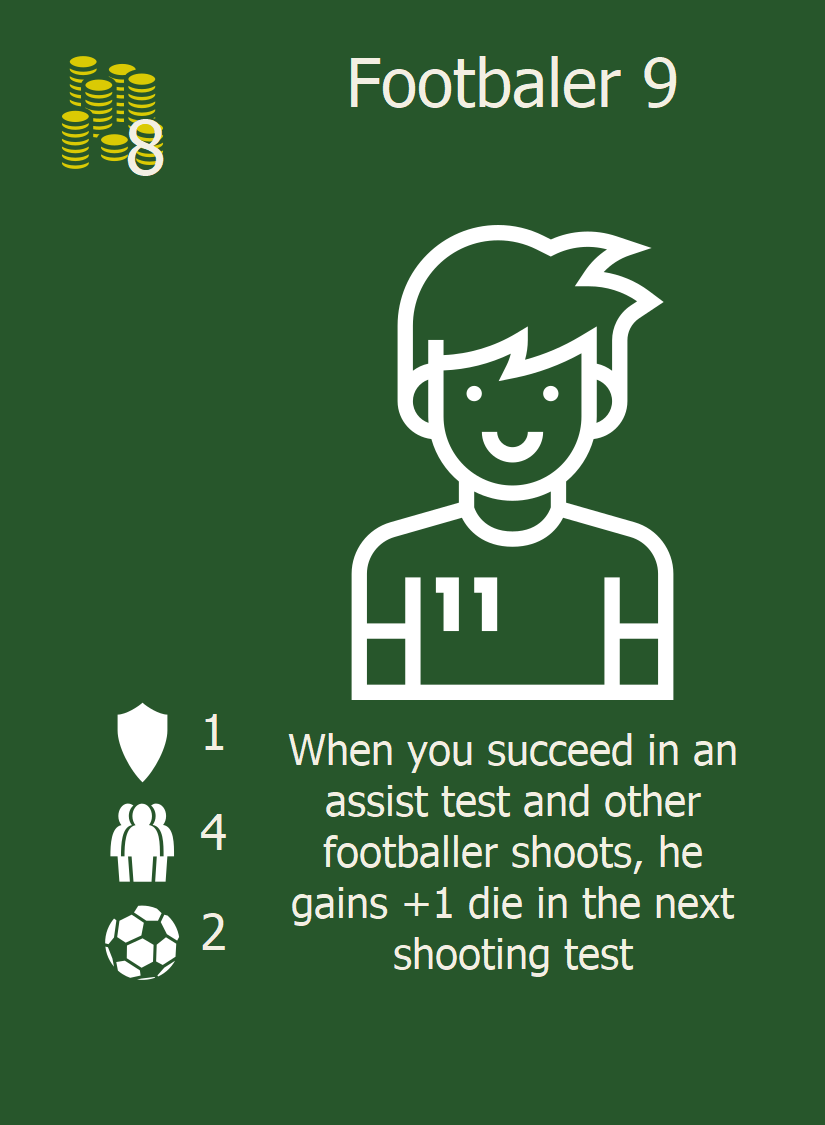 Footbaler 9
8
11
1
When you succeed in an
assist test and other
4
footballer shoots, he
gains +1 die in the next
2
shooting test